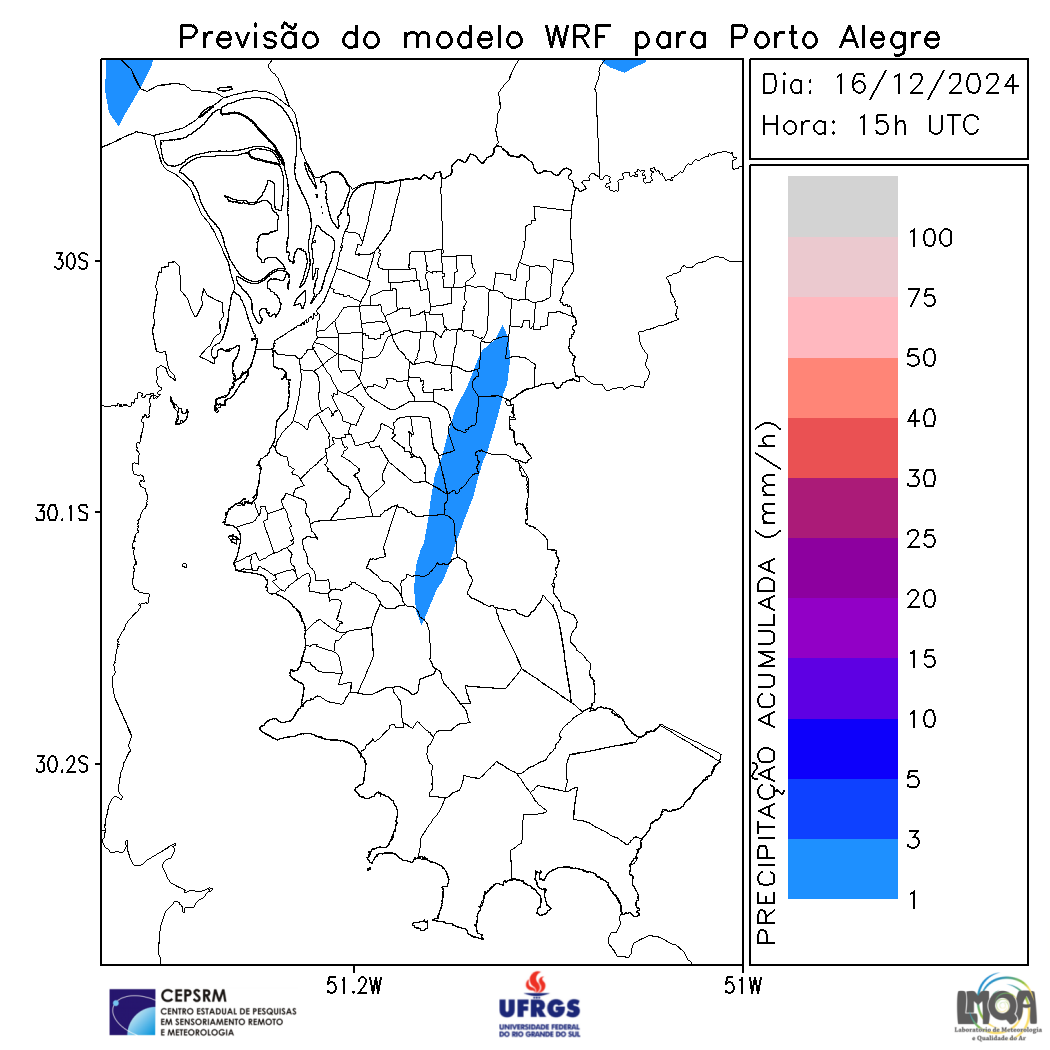 Previsão do modelo WRF para Porto Alegre
Dia: 16/12/2024
Hora: 15h UTC
30S
30.1S
30.2S
51.2W
51W
PRECIPITAÇÃO ACUMULADA (mm/h)
100
75
50
40
30
25
20
15
10
5
3
1
CEPSRM
CENTRO ESTADUAL DE PESQUISAS
EM SENSORIAMENTO REMOTO
E METEOROLOGIA
UFRGS
UNIVERSIDADE FEDERAL
DO RIO GRANDE DO SUL
LMQA
Laboratório de Meteorologia
e Qualidade do Ar